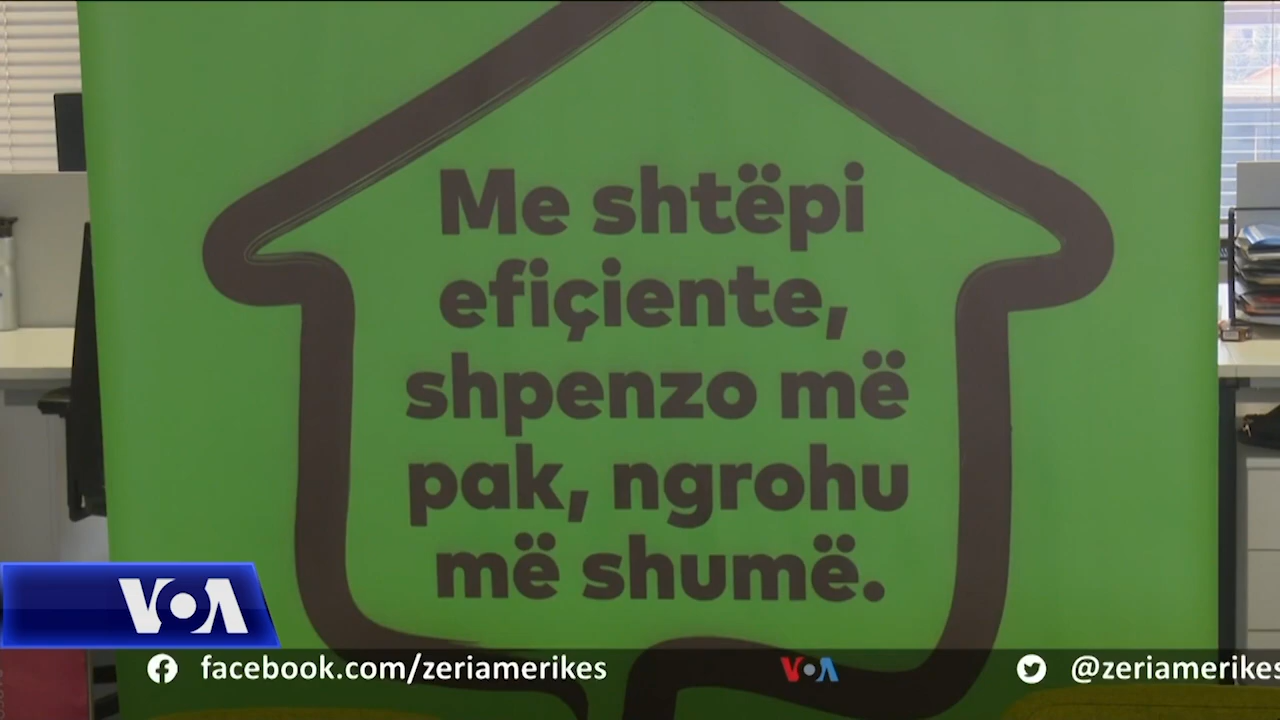 Me shtëpi
efiçiente,
shpenzo më
pak, ngrohu
më shumë.
VOA
facebook.com/zeriamerikes
VOA
@zeriamerikes